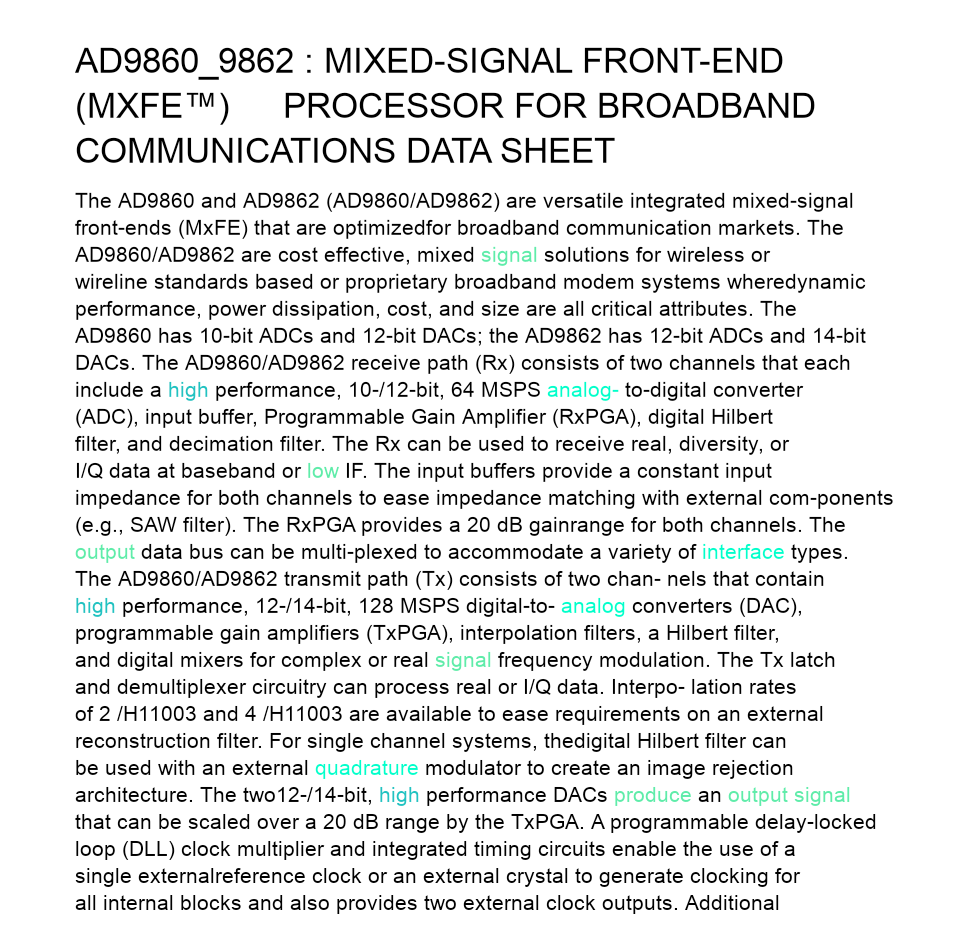 AD9860_9862 : MIXED-SIGNAL FRONT-END
(MXFE™) PROCESSOR FOR BROADBAND
COMMUNICATIONS DATA SHEET
The AD9860 and AD9862 (AD9860/AD9862) are versatile integrated mixed-signal
front-ends (MxFE) that are optimizedfor broadband communication markets. The
AD9860/AD9862 are cost effective, mixed signal solutions for wireless or
wireline standards based or proprietary broadband modem systems wheredynamic
performance, power dissipation, cost, and size are all critical attributes. The
AD9860 has 10-bit ADCs and 12-bit DACs; the AD9862 has 12-bit ADCs and 14-bit
DACs. The AD9860/AD9862 receive path (Rx) consists of two channels that each
include a high performance, 10-/12-bit, 64 MSPS analog- to-digital converter
(ADC), input buffer, Programmable Gain Amplifier (RxPGA), digital Hilbert
filter, and decimation filter. The Rx can be used to receive real, diversity, or
I/Q data at baseband or low IF. The input buffers provide a constant input
impedance for both channels to ease impedance matching with external com-ponents
(e.g., SAW filter). The RxPGA provides a 20 dB gainrange for both channels. The
output data bus can be multi-plexed to accommodate a variety of interface types.
The AD9860/AD9862 transmit path (Tx) consists of two chan- nels that contain
high performance, 12-/14-bit, 128 MSPS digital-to- analog converters (DAC),
programmable gain amplifiers (TxPGA), interpolation filters, a Hilbert filter,
and digital mixers for complex or real signal frequency modulation. The Tx latch
and demultiplexer circuitry can process real or I/Q data. Interpo- lation rates
of 2 /H11003 and 4 /H11003 are available to ease requirements on an external
reconstruction filter. For single channel systems, thedigital Hilbert filter can
be used with an external quadrature modulator to create an image rejection
architecture. The two12-/14-bit, high performance DACs produce an output signal
that can be scaled over a 20 dB range by the TxPGA. A programmable delay-locked
loop (DLL) clock multiplier and integrated timing circuits enable the use of a
single externalreference clock or an external crystal to generate clocking for
all internal blocks and also provides two external clock outputs. Additional